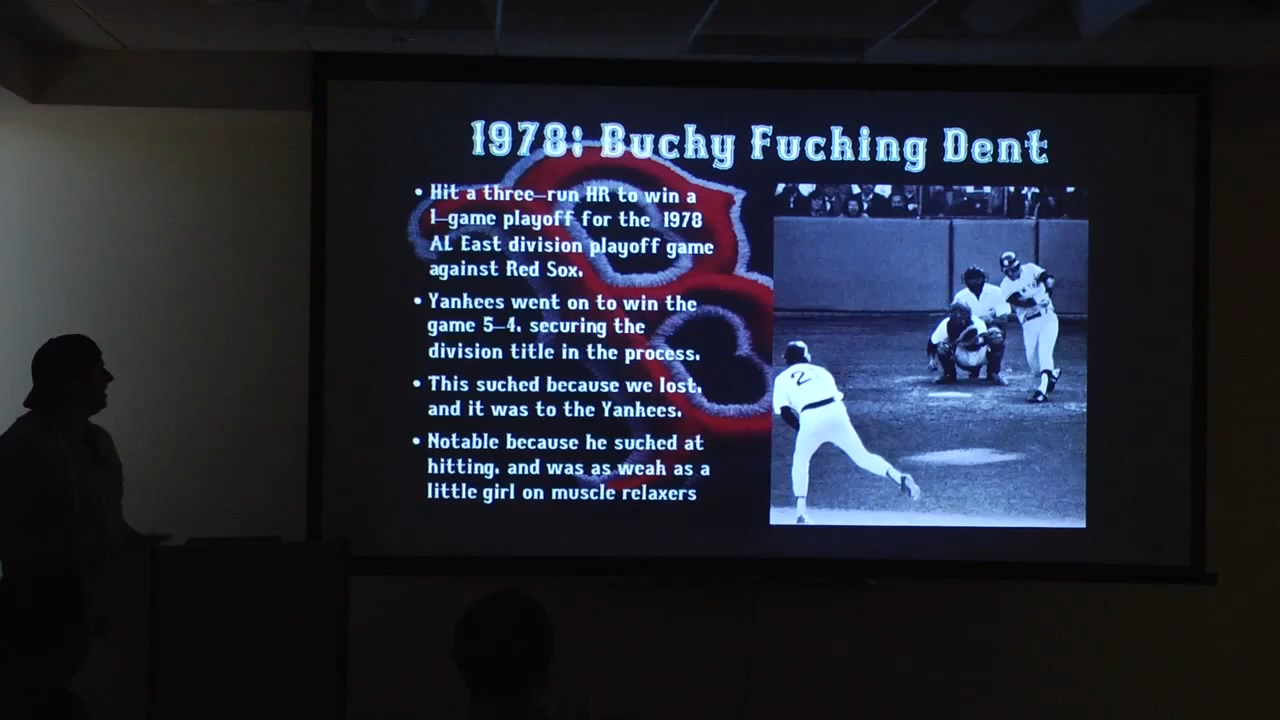 1978: Bucky Fucking Dent
• Hit a three-run HR to win a
1-game playoff for the 1978
AL East division playoff game
against Red Sox.
• Yankees went on to win the
game 5-4, securing the
division title in the process.
• This sucked because we lost,
and it was to the Yankees.
• Notable because he sucked at
hitting, and was as weak as a
little girl on muscle relaxers
2